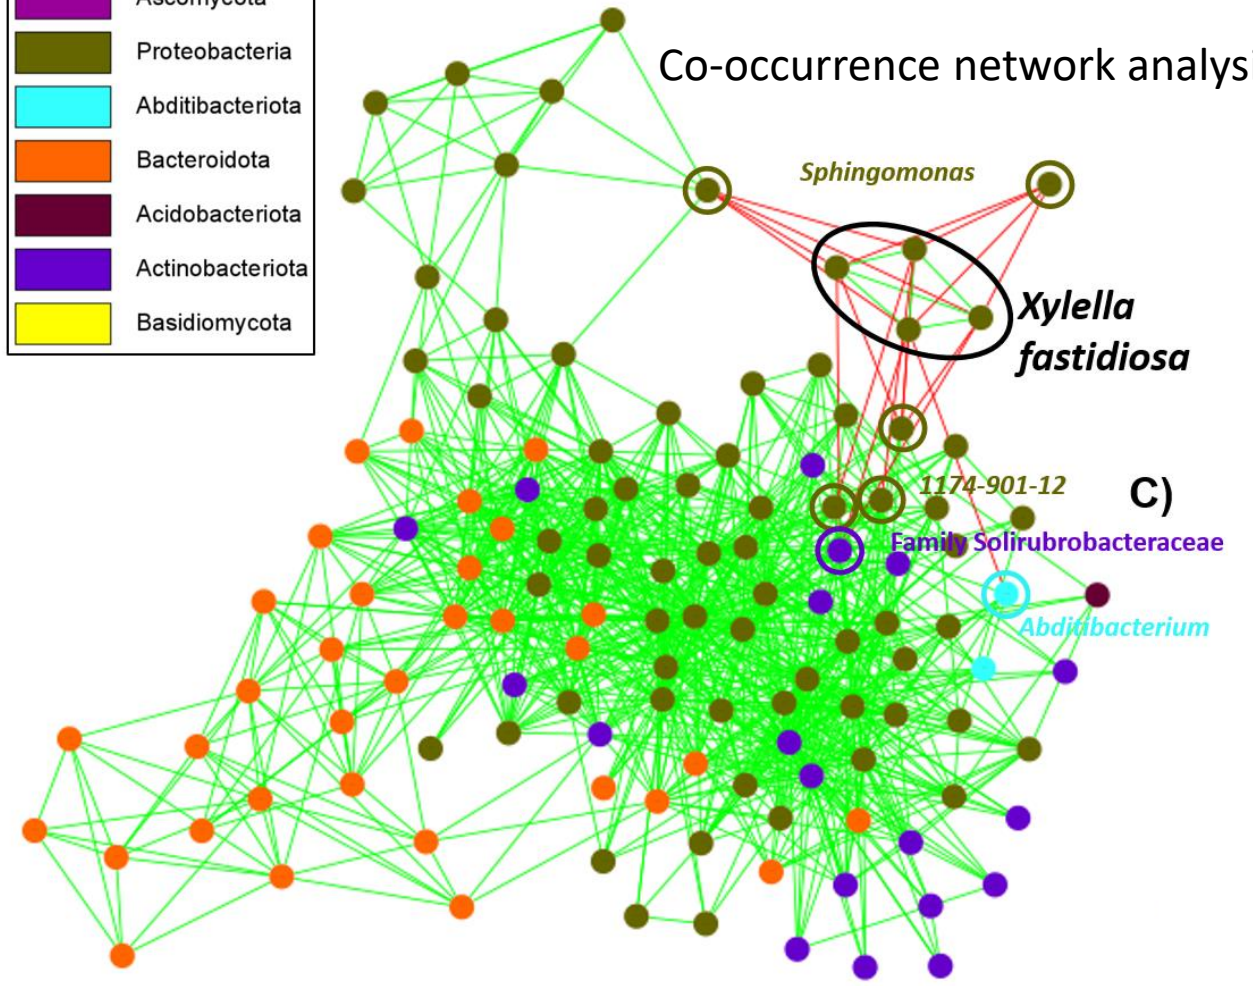 Ascomycota
Proteobacteria
Abditibacteriota
Bacteroidota
Acidobacteriota
Actinobacteriota
Basidiomycota
Co-occurrence network analysi
Sphingomonas
Xylella
fastidiosa
1174-901-12
C)
Family Solirubrobacteraceae
Abditibacterium